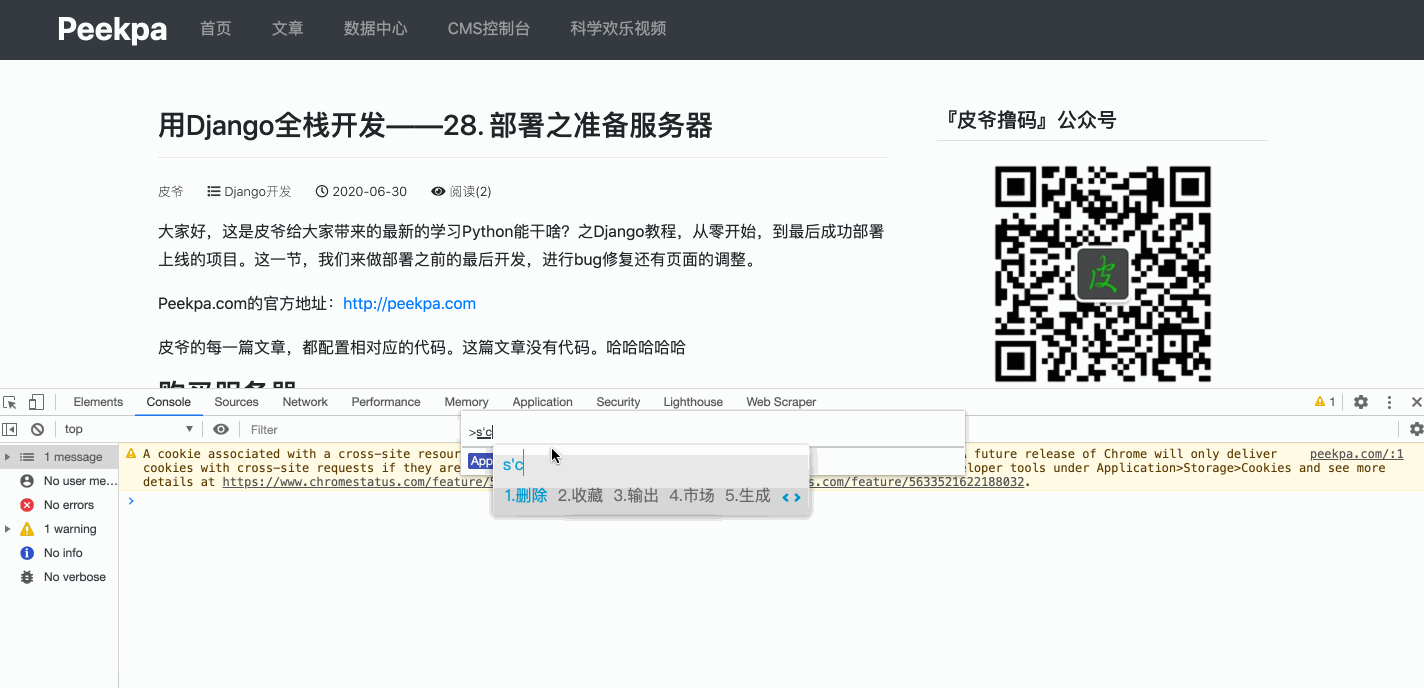 Peekpa 首页 文章 数据中心 CMS控制台 科学欢乐视频
用Django全栈开发——28. 部署之准备服务器
皮爷 Django开发 2020-06-30 阅读(2)
大家好，这是皮爷给大家带来的最新的学习Python能干啥？之Django教程，从零开始，到最后成功部署
上线的项目。这一节，我们来做部署之前的最后开发，进行bug修复还有页面的调整。
Peekpa.com的官方地址：http://peekpa.com
皮爷的每一篇文章，都配置相对应的代码。这篇文章没有代码。哈哈哈哈哈
购买服务器
『皮爷撸码』公众号
皮
Elements Console Sources Network Performance Memory Application Security Lighthouse Web Scraper 1
top Filter
>s'c
App
s'c
1.删除 2.收藏 3.输出 4.市场 5.生成
1 message
No user me...
No errors
1 warning
No info
No verbose
A cookie associated with a cross-site resour future release of Chrome will only deliver peekpa.com/:1
cookies with cross-site requests if they are eloper tools under Application>Storage>Cookies and see more
details at https://www.chromestatus.com/feature/5 s.com/feature/5633521622188032.